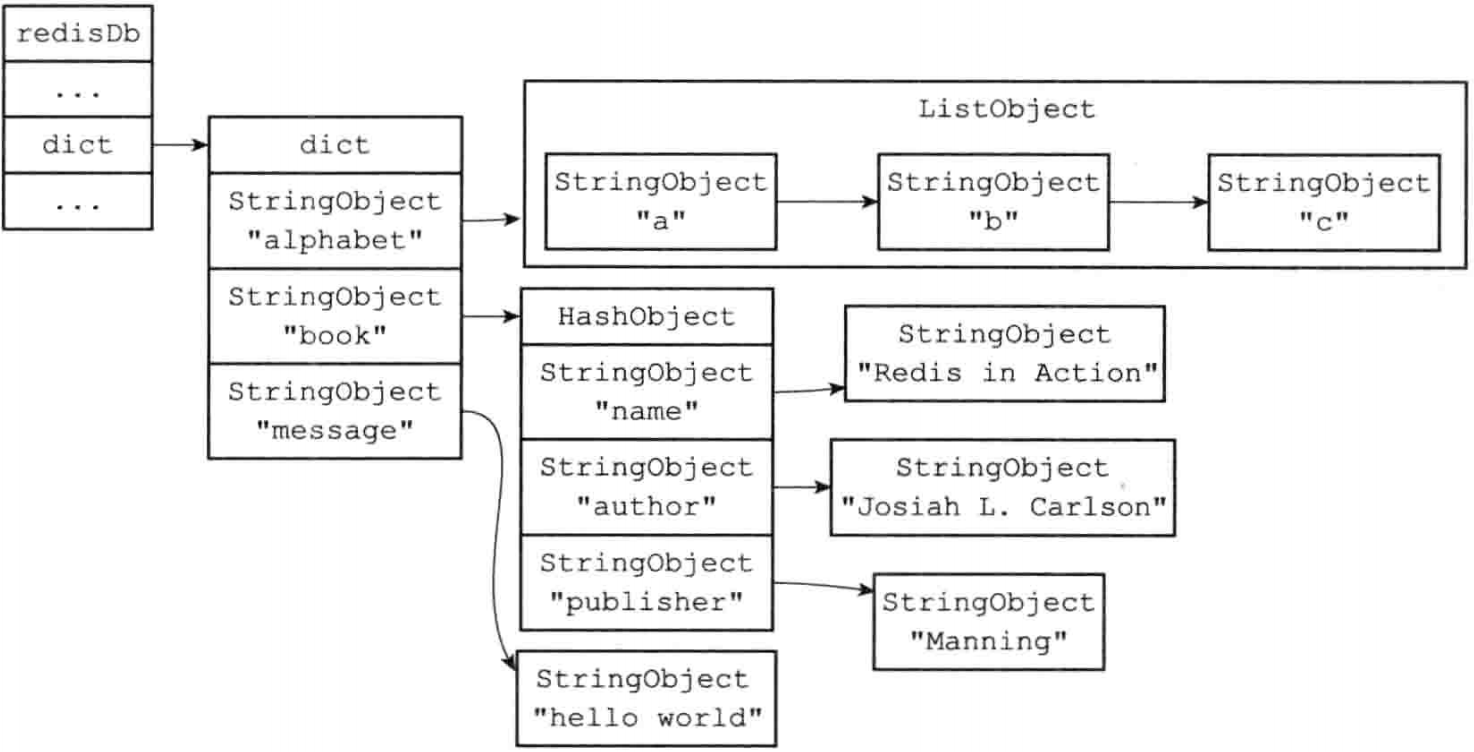 redisDb
...
dict
...
dict
StringObject
"alphabet"
StringObject
"book"
StringObject
"message"
ListObject
StringObject
"a"
StringObject
"b"
StringObject
"c"
HashObject
StringObject
"name"
StringObject
"author"
StringObject
"publisher"
StringObject
"Redis in Action"
StringObject
"Josiah L. Carlson"
StringObject
"Manning"
StringObject
"hello world"